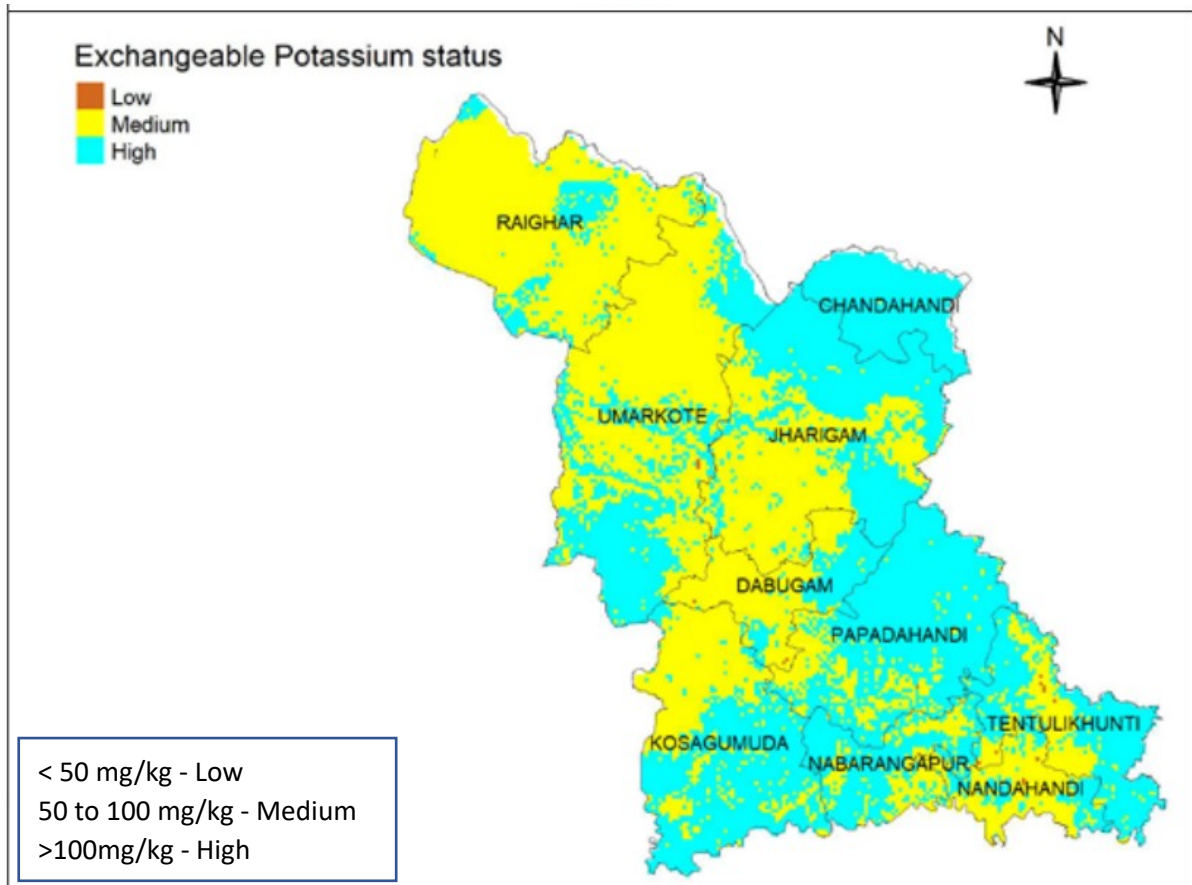 Exchangeable Potassium status
Low
Medium
High
N
RAIGHAR
CHANDAHANDI
UMARKOTE
JHARIGAM
DABUGAM
PAPADAHANDI
TENTULIKHUNTI
KOSAGUMUDA
NABARANGAPUR
NANDAHANDI
< 50 mg/kg - Low
50 to 100 mg/kg - Medium
>100mg/kg - High